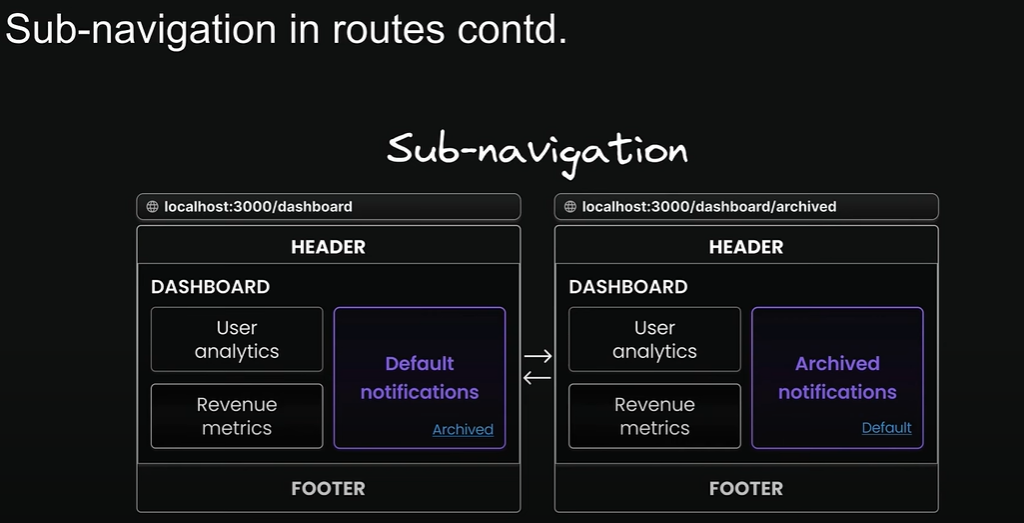 Sub-navigation in routes contd.
Sub-navigation
localhost:3000/dashboard
HEADER
DASHBOARD
User
analytics
Revenue
metrics
Default
notifications
Archived
FOOTER
localhost:3000/dashboard/archived
HEADER
DASHBOARD
User
analytics
Revenue
metrics
Archived
notifications
Default
FOOTER